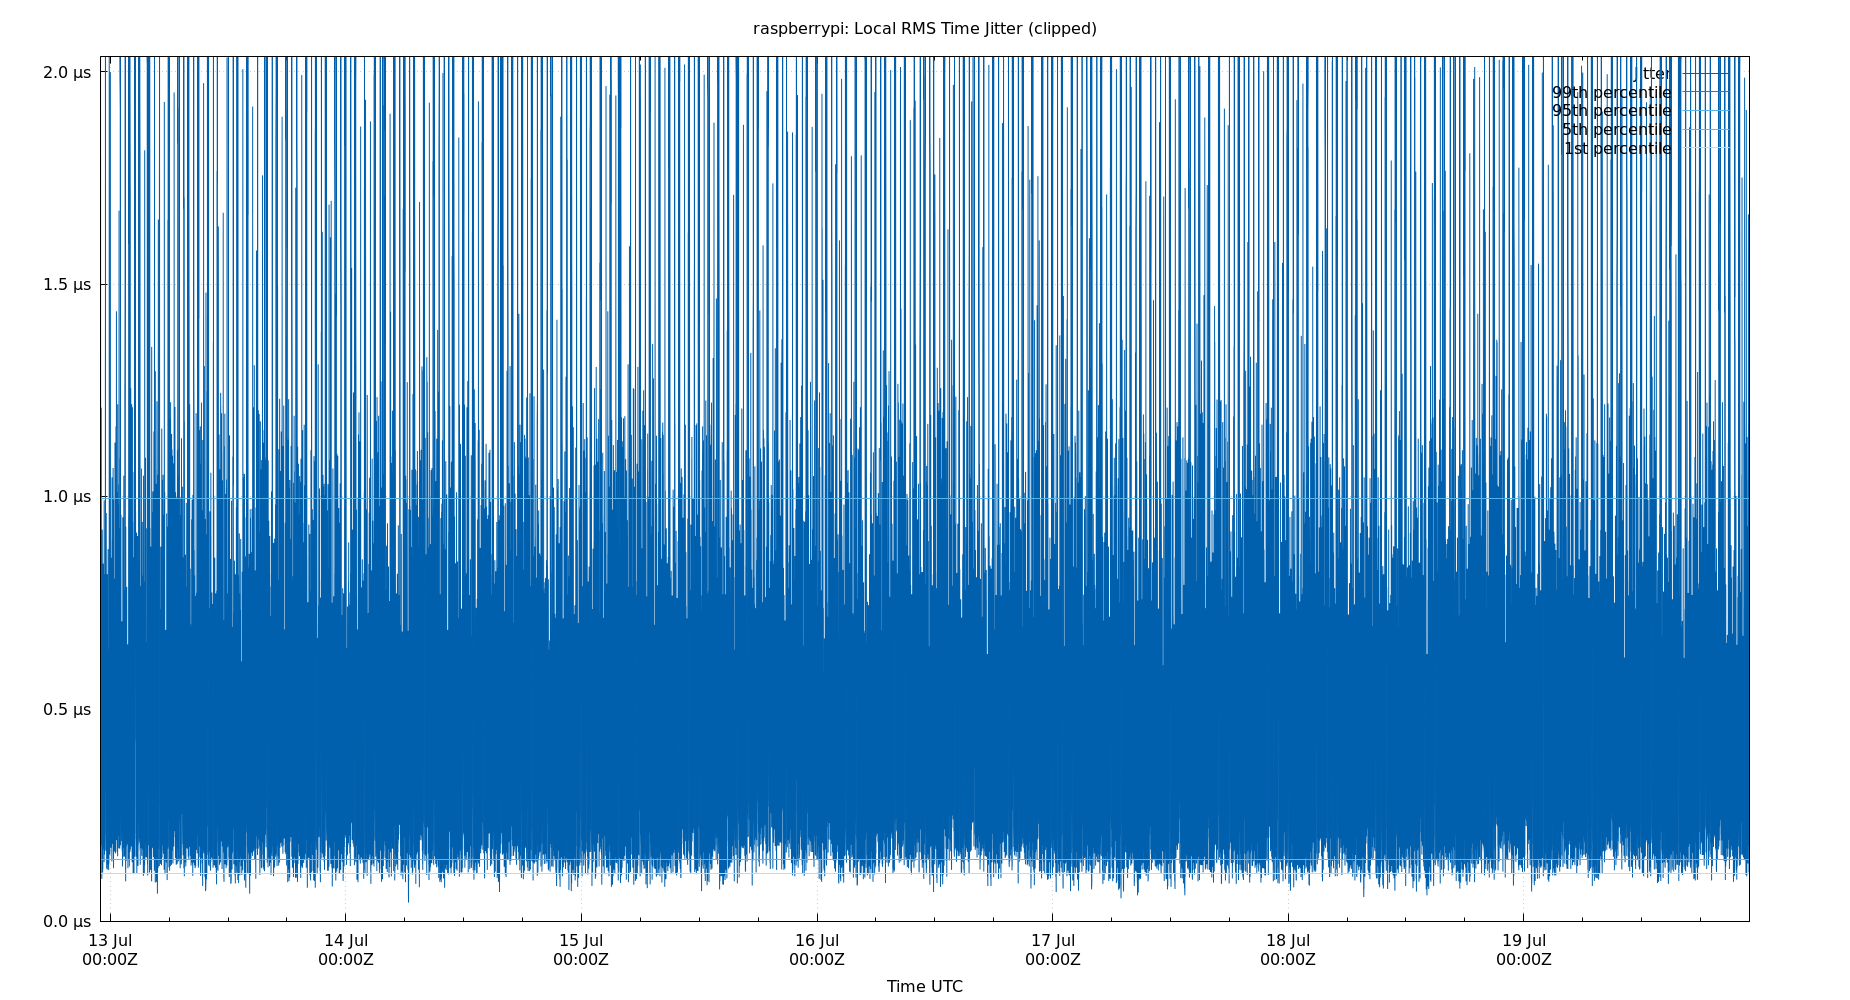 raspberrypi: Local RMS Time Jitter (clipped)
2.0 µs
1.5 µs
1.0 µs
0.5 µs
0.0 µs
jitter
99th percentile
95th percentile
5th percentile
1st percentile
13 Jul 14 Jul 15 Jul 16 Jul 17 Jul 18 Jul 19 Jul
00:00Z 00:00Z 00:00Z 00:00Z 00:00Z 00:00Z 00:00Z
Time UTC